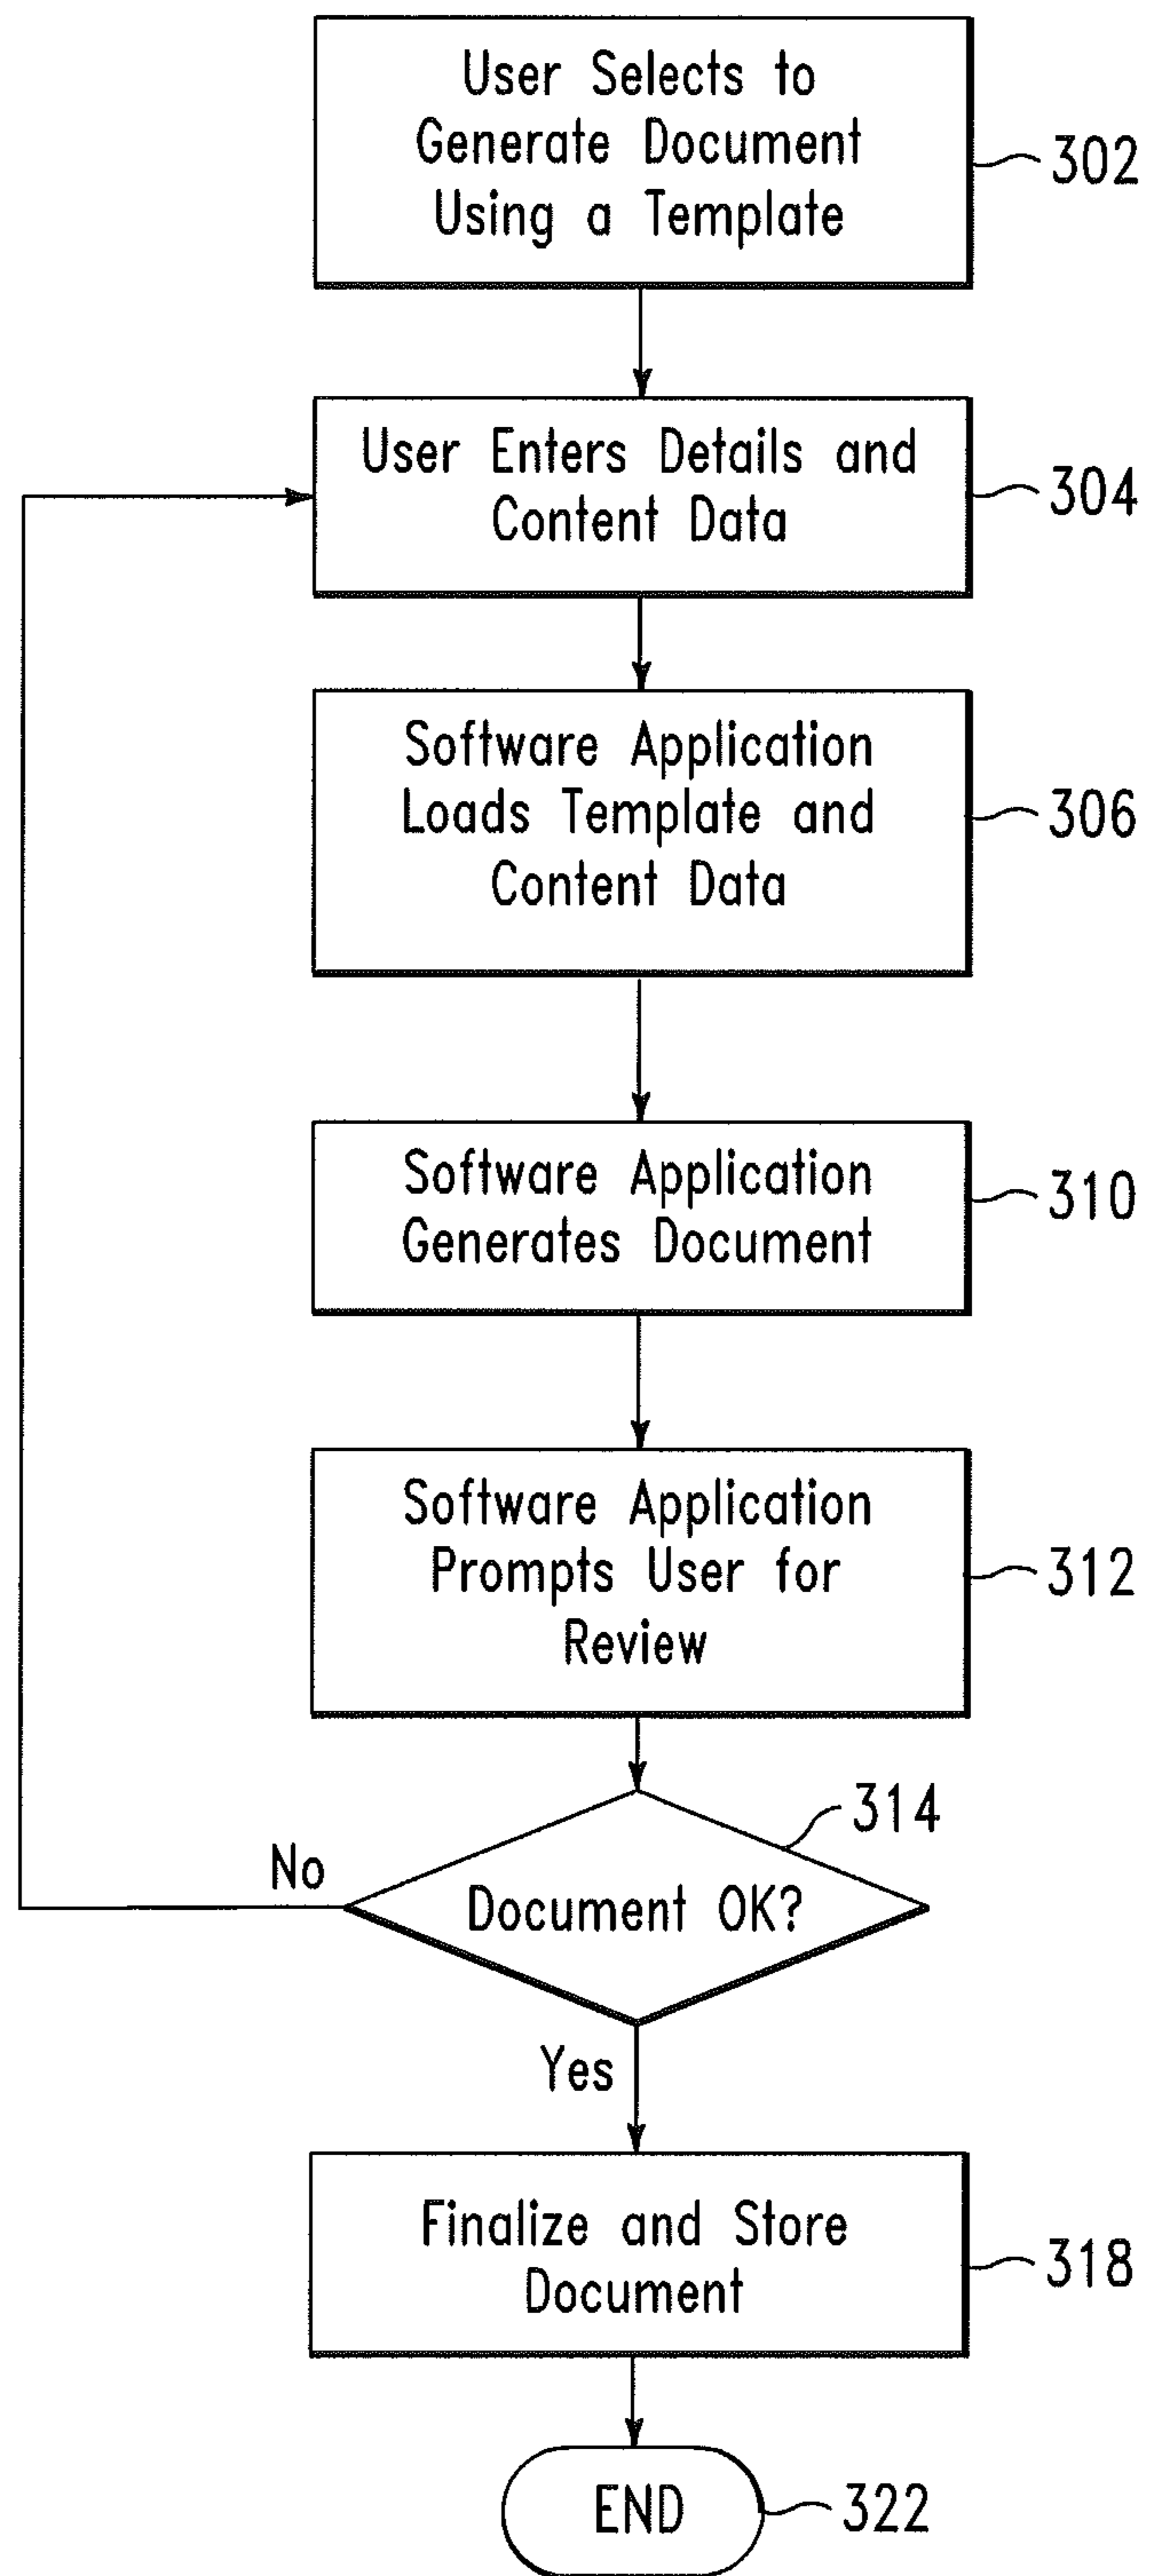 User Selects to
Generate Document
Using a Template
302
User Enters Details and
Content Data
304
Software Application
Loads Template and
Content Data
306
Software Application
Generates Document
310
Software Application
Prompts User for
Review
312
314
No
Document OK?
Yes
Finalize and Store
Document
318
END
322